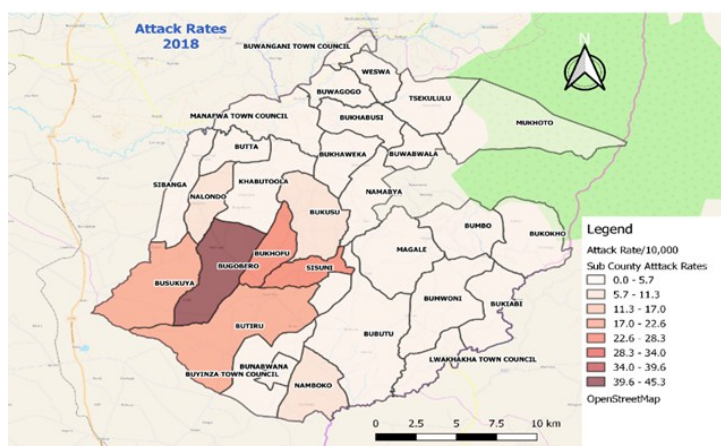 Attack Rates
2018
BUWANGANI TOWN COUNCIL
N
WESWA
BUWAGOGO
TSEKULULU
MANAFWA TOWN COUNCIL
BUKHABUSI
MUKHOTO
BUTTA
BUKHAWEKA
BUWABWALA
SIBANGA
KHABUTOOLA
NALONDO
NAMABYA
BUKUSU
BUMBO
BUKOKHO
BUKHOFU
MAGALE
BUGOBERO
SISUNI
BUSUKUYA
BUMWONI
BUKIABI
BUTIRU
BUBUTU
LWAKHAKHA TOWN COUNCIL
BUNABWANA
BUYINZA TOWN COUNCIL
NAMBOKO
Legend
Attack Rate/10,000
Sub County Atttack Rates
0.0 - 5.7
5.7 - 11.3
11.3 - 17.0
17.0 - 22.6
22.6 - 28.3
28.3 - 34.0
34.0 - 39.6
39.6 - 45.3
OpenStreetMap
0 2.5 5 7.5 10 km